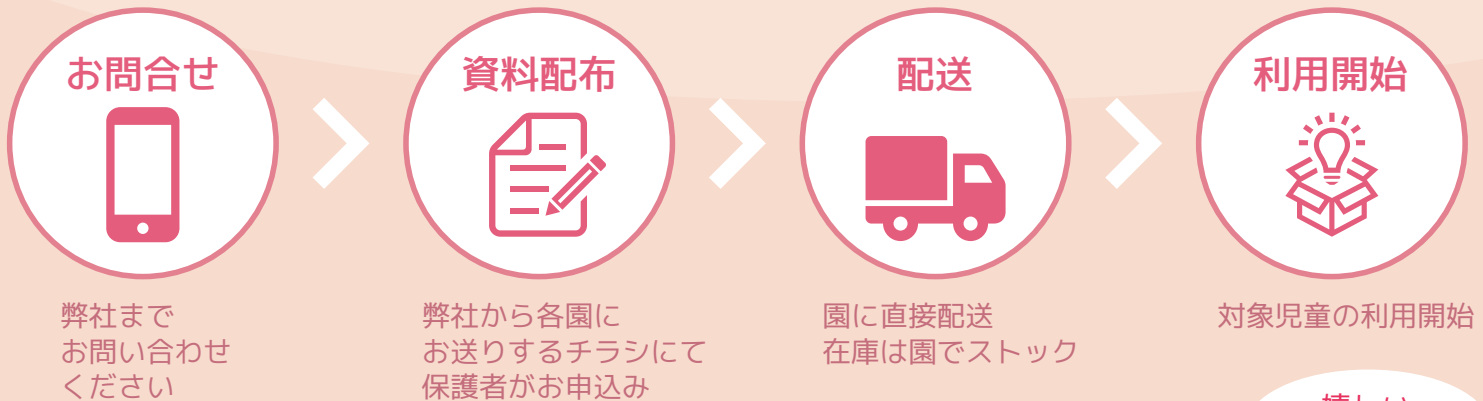 お問合せ
弊社まで
お問い合わせ
ください
資料配布
弊社から各園に
お送りするチラシにて
保護者がお申込み
配送
園に直接配送
在庫は園でストック
利用開始
対象児童の利用開始